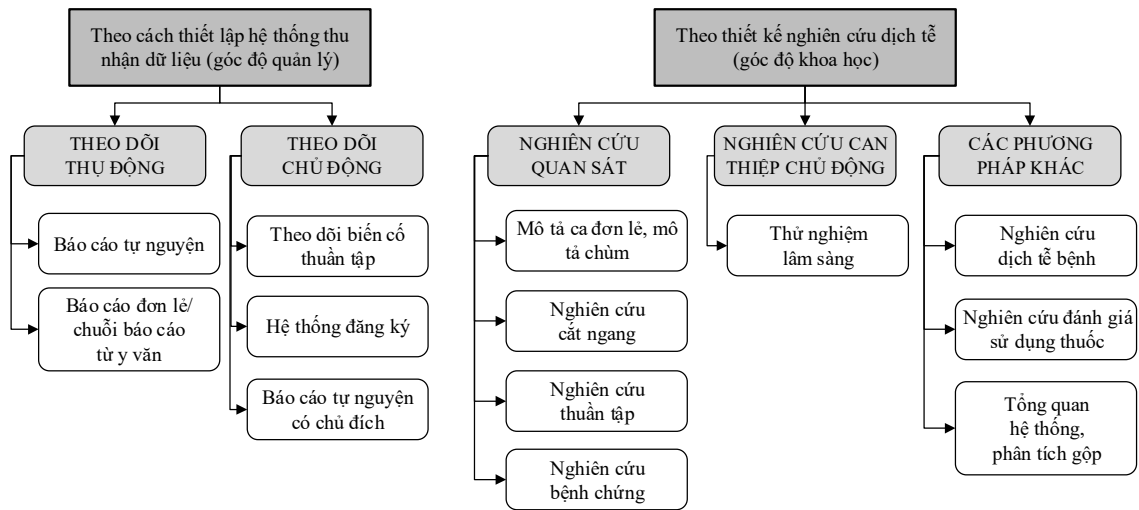 Theo cách thiết lập hệ thống thu
nhận dữ liệu (góc độ quản lý)
THEO DÕI
THỤ ĐỘNG
Báo cáo tự nguyện
Báo cáo đơn lẻ/
chuỗi báo cáo
từ y văn
THEO DÕI
CHỦ ĐỘNG
Theo dõi biến cố
thuần tập
Hệ thống đăng ký
Báo cáo tự nguyện
có chủ đích
Theo thiết kế nghiên cứu dịch tễ
(góc độ khoa học)
NGHIÊN CỨU
QUAN SÁT
Mô tả ca đơn lẻ, mô
tả chùm
Nghiên cứu
cắt ngang
Nghiên cứu
thuần tập
Nghiên cứu
bệnh chứng
NGHIÊN CỨU CAN
THIỆP CHỦ ĐỘNG
Thử nghiệm
lâm sàng
CÁC PHƯƠNG
PHÁP KHÁC
Nghiên cứu
dịch tễ bệnh
Nghiên cứu đánh giá
sử dụng thuốc
Tổng quan
hệ thống,
phân tích gộp